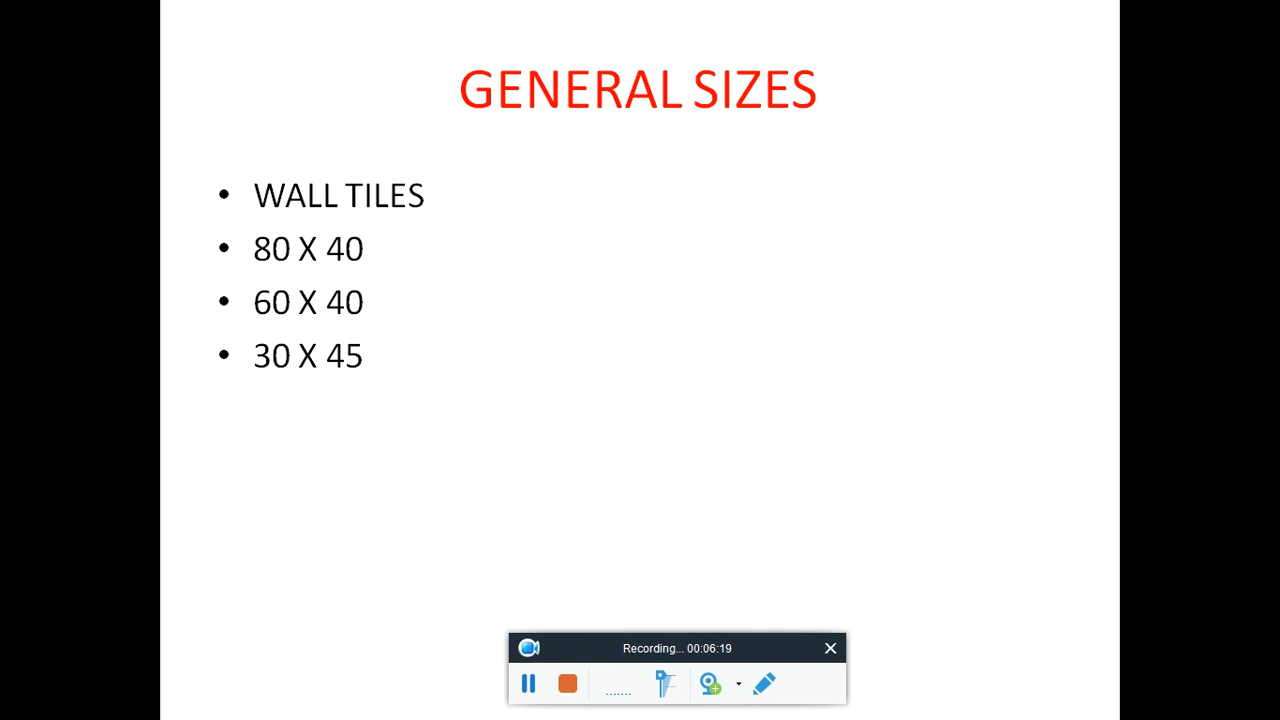 GENERAL SIZES
• WALL TILES
• 80 X 40
• 60 X 40
• 30 X 45
Recording... 00:06:19